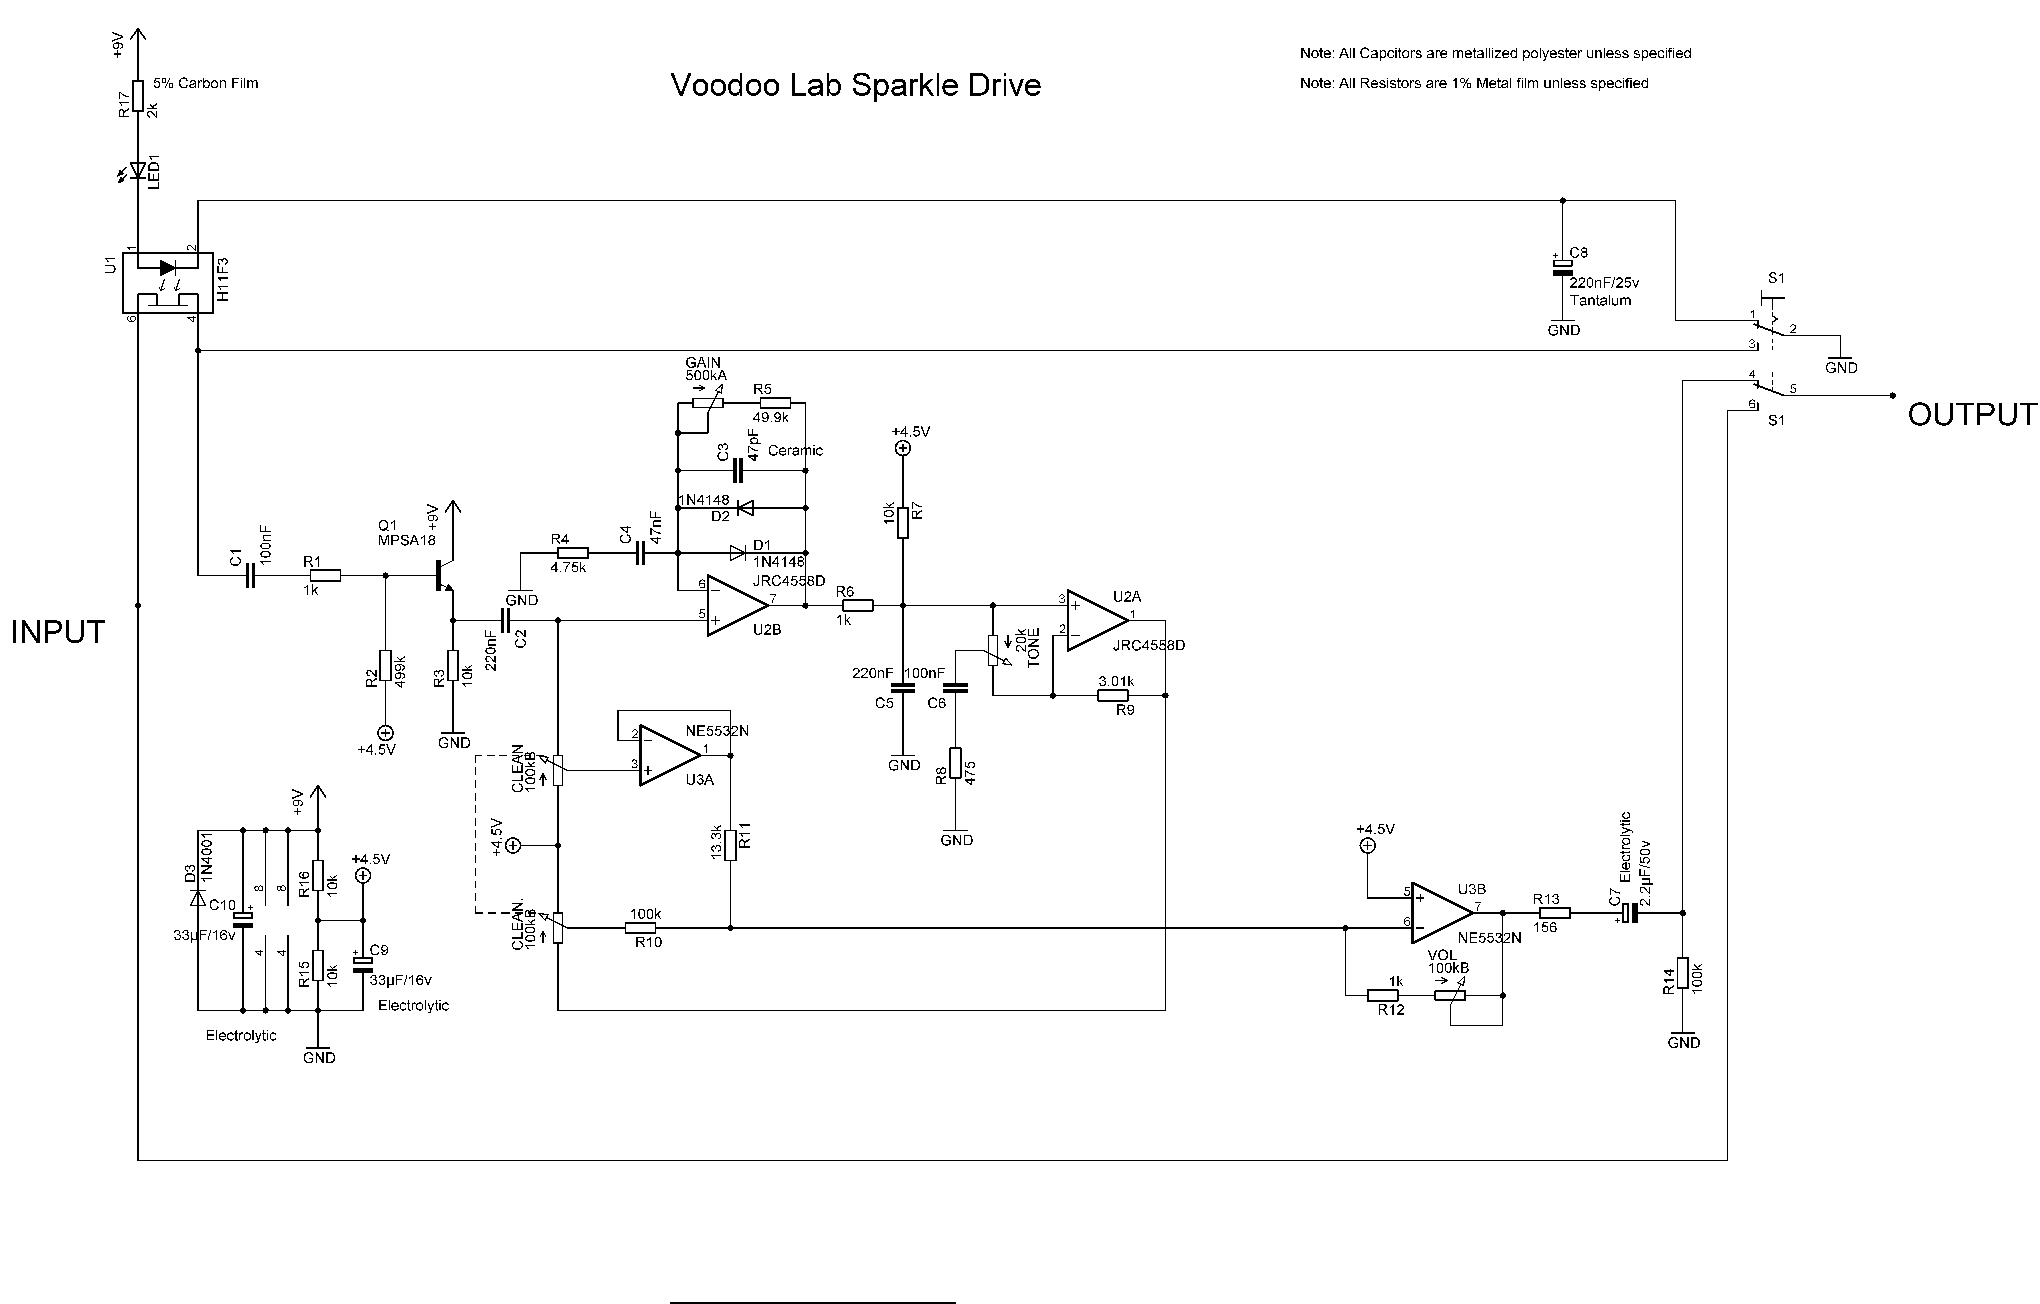 Voodoo Lab Sparkle Drive
Note: All Capcitors are metallized polyester unless specified
Note: All Resistors are 1% Metal film unless specified
+9V
5% Carbon Film
R17
2k
LED1
U1
1
2
H11F3
6
4
C8
220nF/25v
Tantalum
GND
S1
1
2
3
GND
4
5
6
S1
OUTPUT
INPUT
GAIN
500kA
R5
49.9k
C3
47pF
Ceramic
1N4148
D2
D1
1N4148
R4
4.75k
C4
47nF
GND
JRC4558D
6
7
5
U2B
C1
100nF
R1
1k
Q1
MPSA18
+9V
R2
499k
+4.5V
R3
10k
GND
220nF
C2
R6
1k
+4.5V
10k
R7
220nF
C5
GND
100nF
C6
R8
475
GND
20k
TONE
3
2
1
U2A
JRC4558D
3.01k
R9
CLEAN
100kB
2
3
1
NE5532N
U3A
13.3k
R11
+4.5V
CLEAN.
100kB
100k
R10
+9V
D3
1N4001
C10
33µF/16v
Electrolytic
8
8
4
4
R16
10k
R15
10k
+4.5V
C9
33µF/16v
Electrolytic
GND
+4.5V
5
6
7
U3B
NE5532N
VOL
100kB
1k
R12
R13
156
C7
Electrolytic
2.2µF/50v
R14
100k
GND